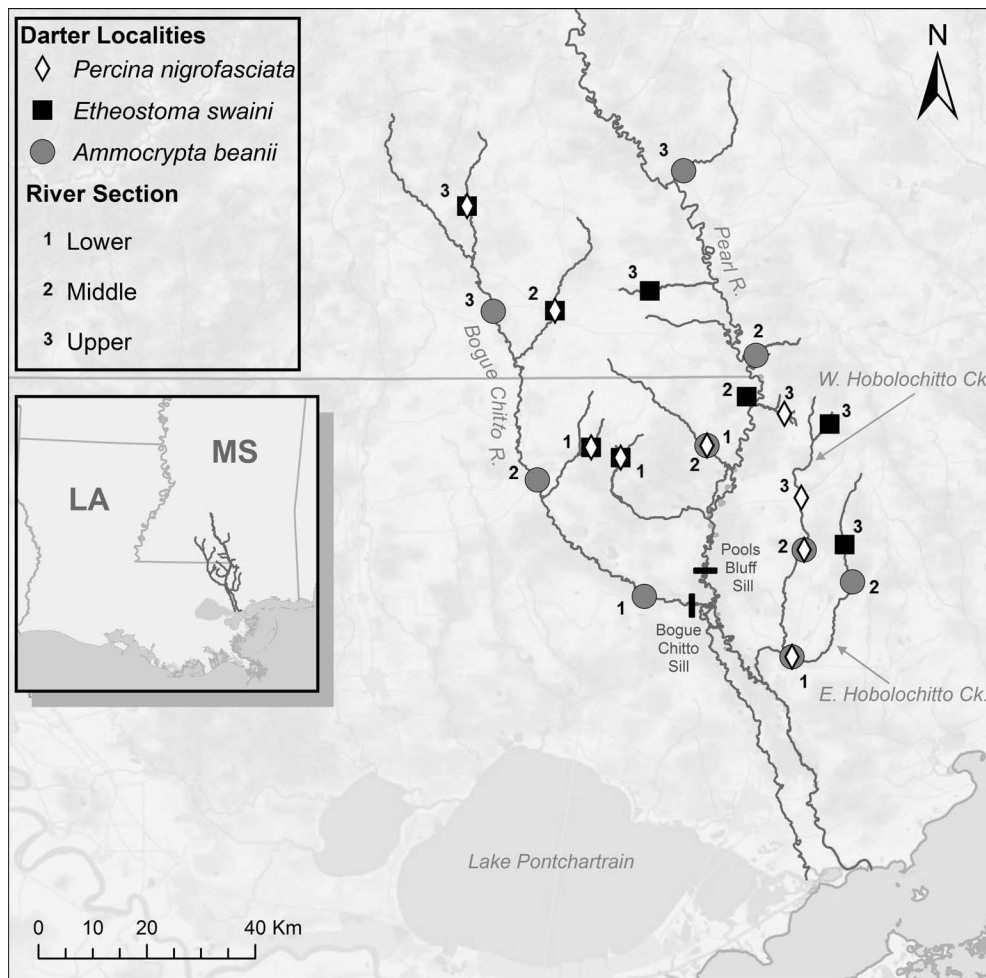 Darter Localities
Percina nigrofasciata
Etheostoma swaini
Ammocrypta beanii
River Section
1 Lower
2 Middle
3 Upper
N
3
3
Pearl R.
3
3
2
Bogue Chitto R.
2
W. Hobolochitto Ck.
2
3
3
1
1
1
2
2
3
3
2
2
Pools
Bluff
Sill
1
Bogue
Chitto
Sill
1
E. Hobolochitto Ck.
LA
MS
Lake Pontchartrain
0 10 20 40 Km